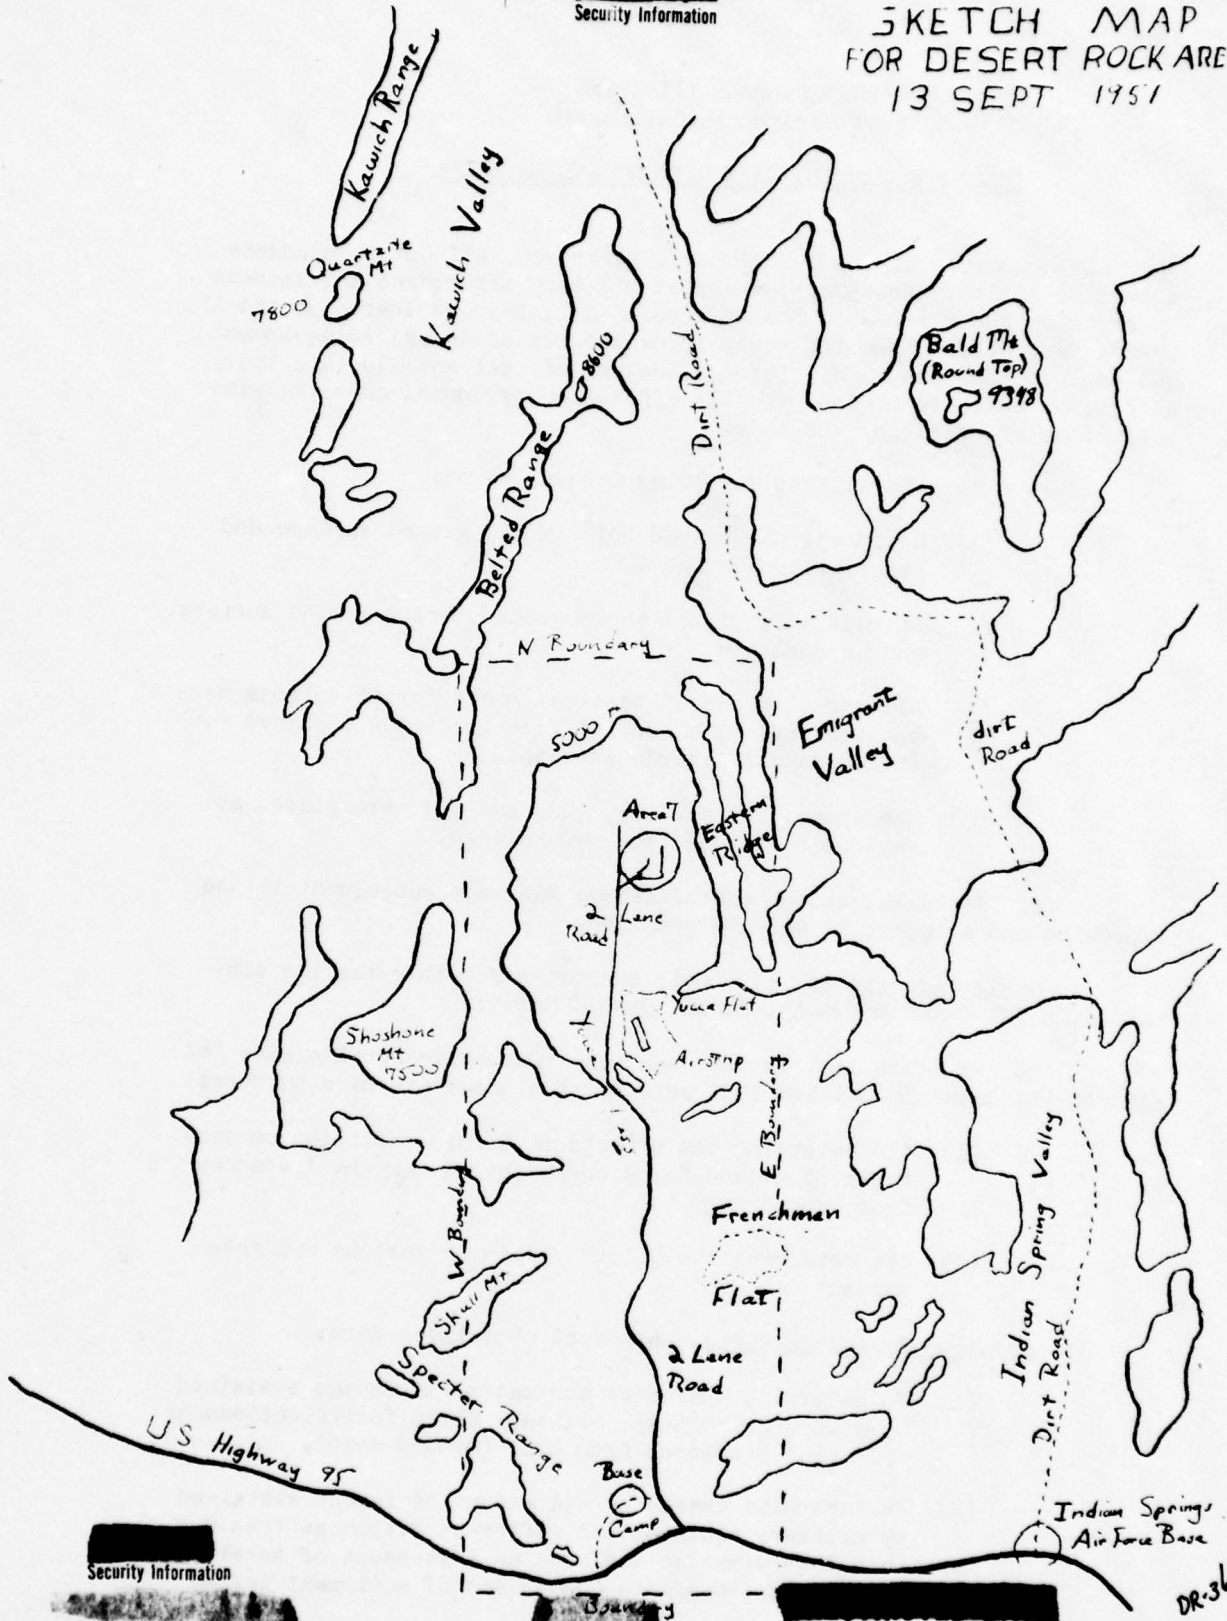 Security Information
SKETCH MAP
FOR DESERT ROCK ARE
13 SEPT 1951
Kawich Range
Kawich Valley
Quartzite
Mt
7800
8600
Dirt Road
Bald Mt
(Round Top)
9348
Belted Range
N Boundary
5000 ft
Emigrant
Valley
dirt
Road
Area 7
Eastern
Ridge
2 Lane
Road
Yucca Flat
Airstrip
Shoshone
Mt
7500
E Boundary
W Boundary
Frenchman
Flat
Indian Spring Valley
Skull Mt
Specter Range
2 Lane
Road
Dirt Road
US Highway 95
Base
Camp
Indian Springs
Air Force Base
Security Information
Boundary